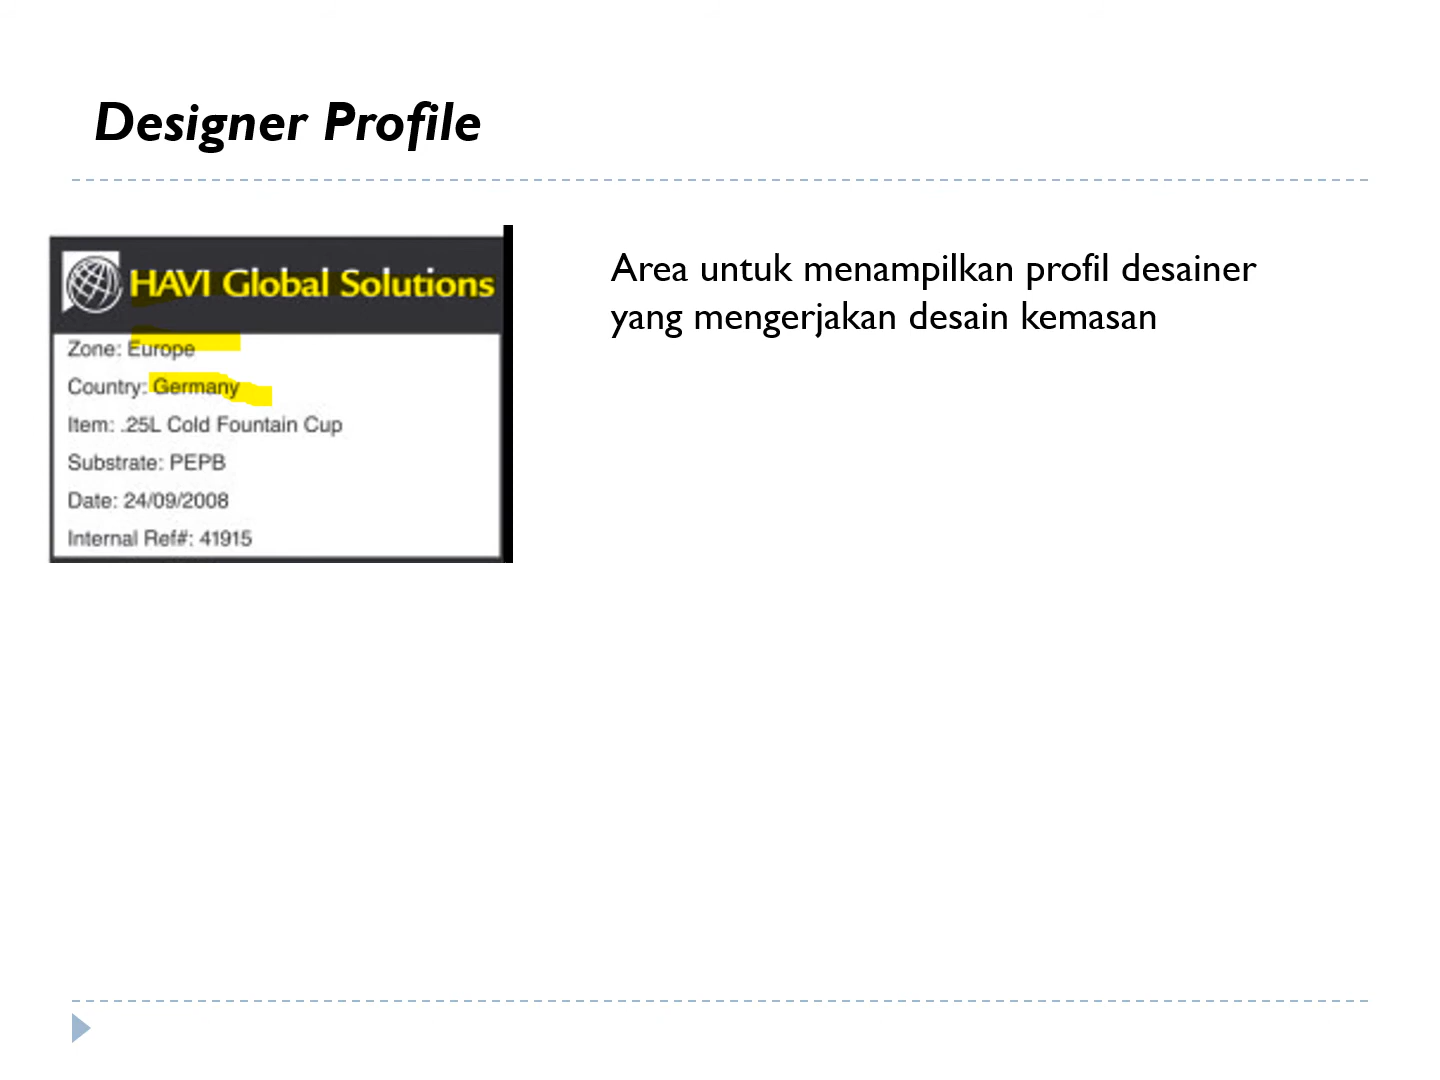 Designer Profile
HAVI Global Solutions
Zone: Europe
Country: Germany
Item: .25L Cold Fountain Cup
Substrate: PEPB
Date: 24/09/2008
Internal Ref#: 41915
Area untuk menampilkan profil desainer
yang mengerjakan desain kemasan